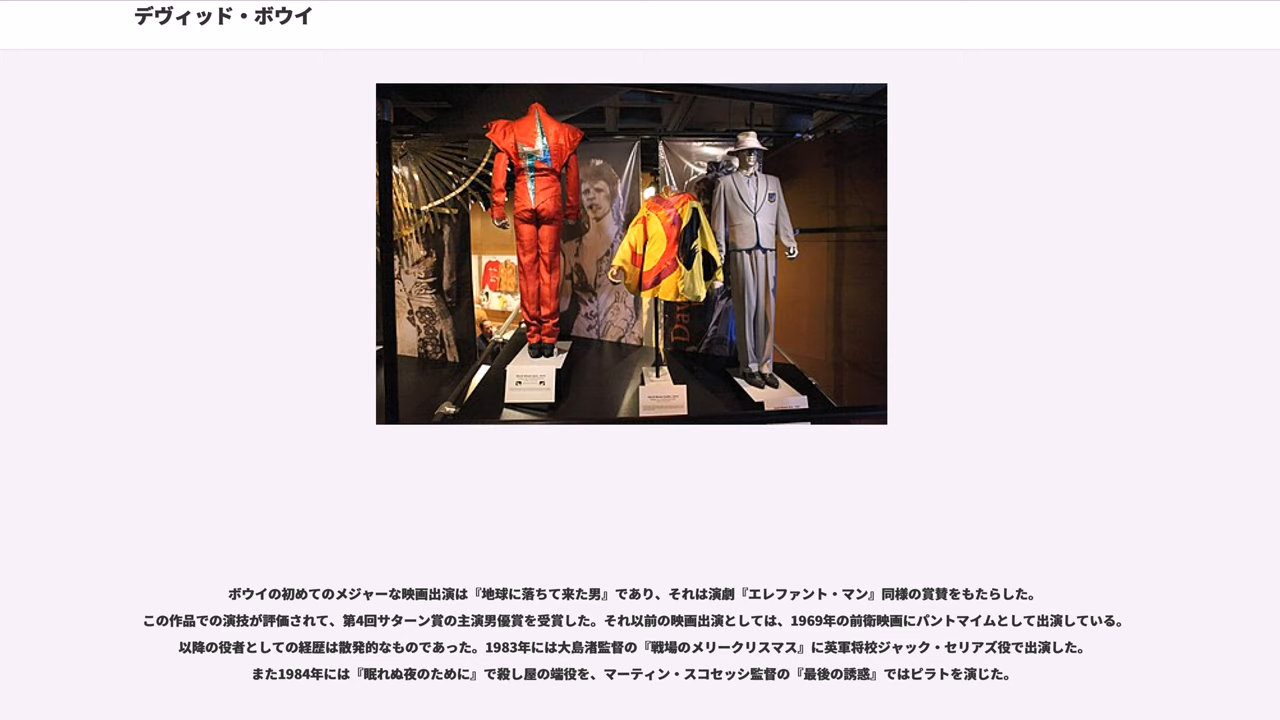 デヴィッド・ボウイ
Dav
ボウイの初めてのメジャーな映画出演は『地球に落ちて来た男』であり、それは演劇『エレファント・マン』同様の賞賛をもたらした。
この作品での演技が評価されて、第4回サターン賞の主演男優賞を受賞した。それ以前の映画出演としては、1969年の前衛映画にパントマイムとして出演している。
以降の役者としての経歴は散発的なものであった。1983年には大島渚監督の『戦場のメリークリスマス』に英軍将校ジャック・セリアズ役で出演した。
また1984年には『眠れぬ夜のために』で殺し屋の端役を、マーティン・スコセッシ監督の『最後の誘惑』ではピラトを演じた。